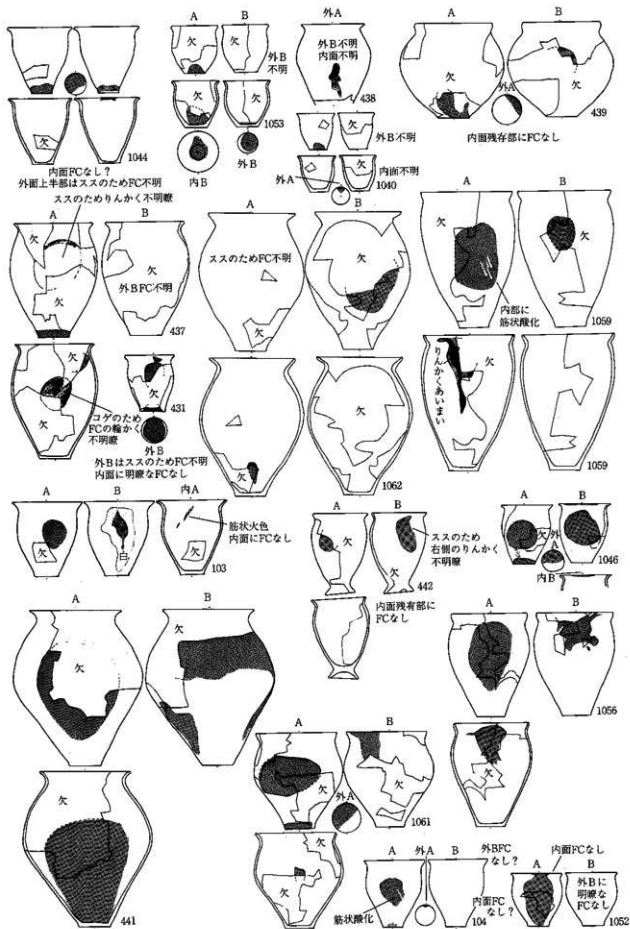 A
B
欠
外B
不明
欠
欠
欠
1053
内B
外B
欠
1044
内面FCなし?
外面上半部はススのためFC不明
外A
外B不明
内面不明
438
外B不明
内面不明
外A
1040
A
B
欠
外A
欠
439
内面残存部にFCなし
ススのためりんかく不明瞭
A
B
欠
欠
欠
外BFC不明
437
欠
欠
コゲのため
FCの輪かく
不明瞭
欠
431
外B
外BはススのためFC不明
内面に明瞭なFCなし
A
B
ススのためFC不明
欠
欠
欠
欠
1062
A
B
欠
欠
内部に
筋状酸化
1059
りんかくあいまい
欠
1059
A
B
内A
欠
白
欠
筋状火色
内面にFCなし
103
A
B
欠
欠
442
ススのため
右側のりんかく
不明瞭
内面残有部に
FCなし
A
B
欠
外A
内B
1046
A
B
欠
欠
欠
441
A
B
1056
欠
A
B
欠
欠
外A
1061
欠
A
外A
B
外BFC
なし?
内面FC
なし?
筋状酸化
104
内面FCなし
A
B
外Bに
明瞭な
FCなし
1052